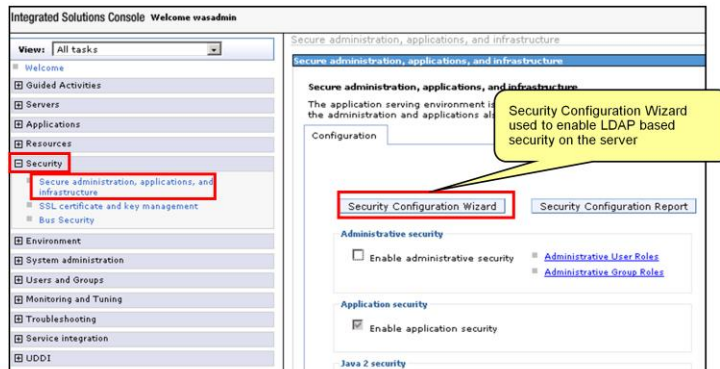 Integrated Solutions Console Welcome wasadmin
View: All tasks
Welcome
Guided Activities
Servers
Applications
Resources
Security
Secure administration, applications, and
infrastructure
SSL certificate and key management
Bus Security
Environment
System administration
Users and Groups
Monitoring and Tuning
Troubleshooting
Service integration
UDDI
Secure administration, applications, and infrastructure
Secure administration, applications, and infrastructure
Secure administration, applications, and infrastructure
The application serving environment is
the administration and applications
Security Configuration Wizard
used to enable LDAP based
security on the server
Configuration
Security Configuration Wizard
Security Configuration Report
Administrative security
Enable administrative security
Administrative User Roles
Administrative Group Roles
Application security
Enable application security
Java 2 security